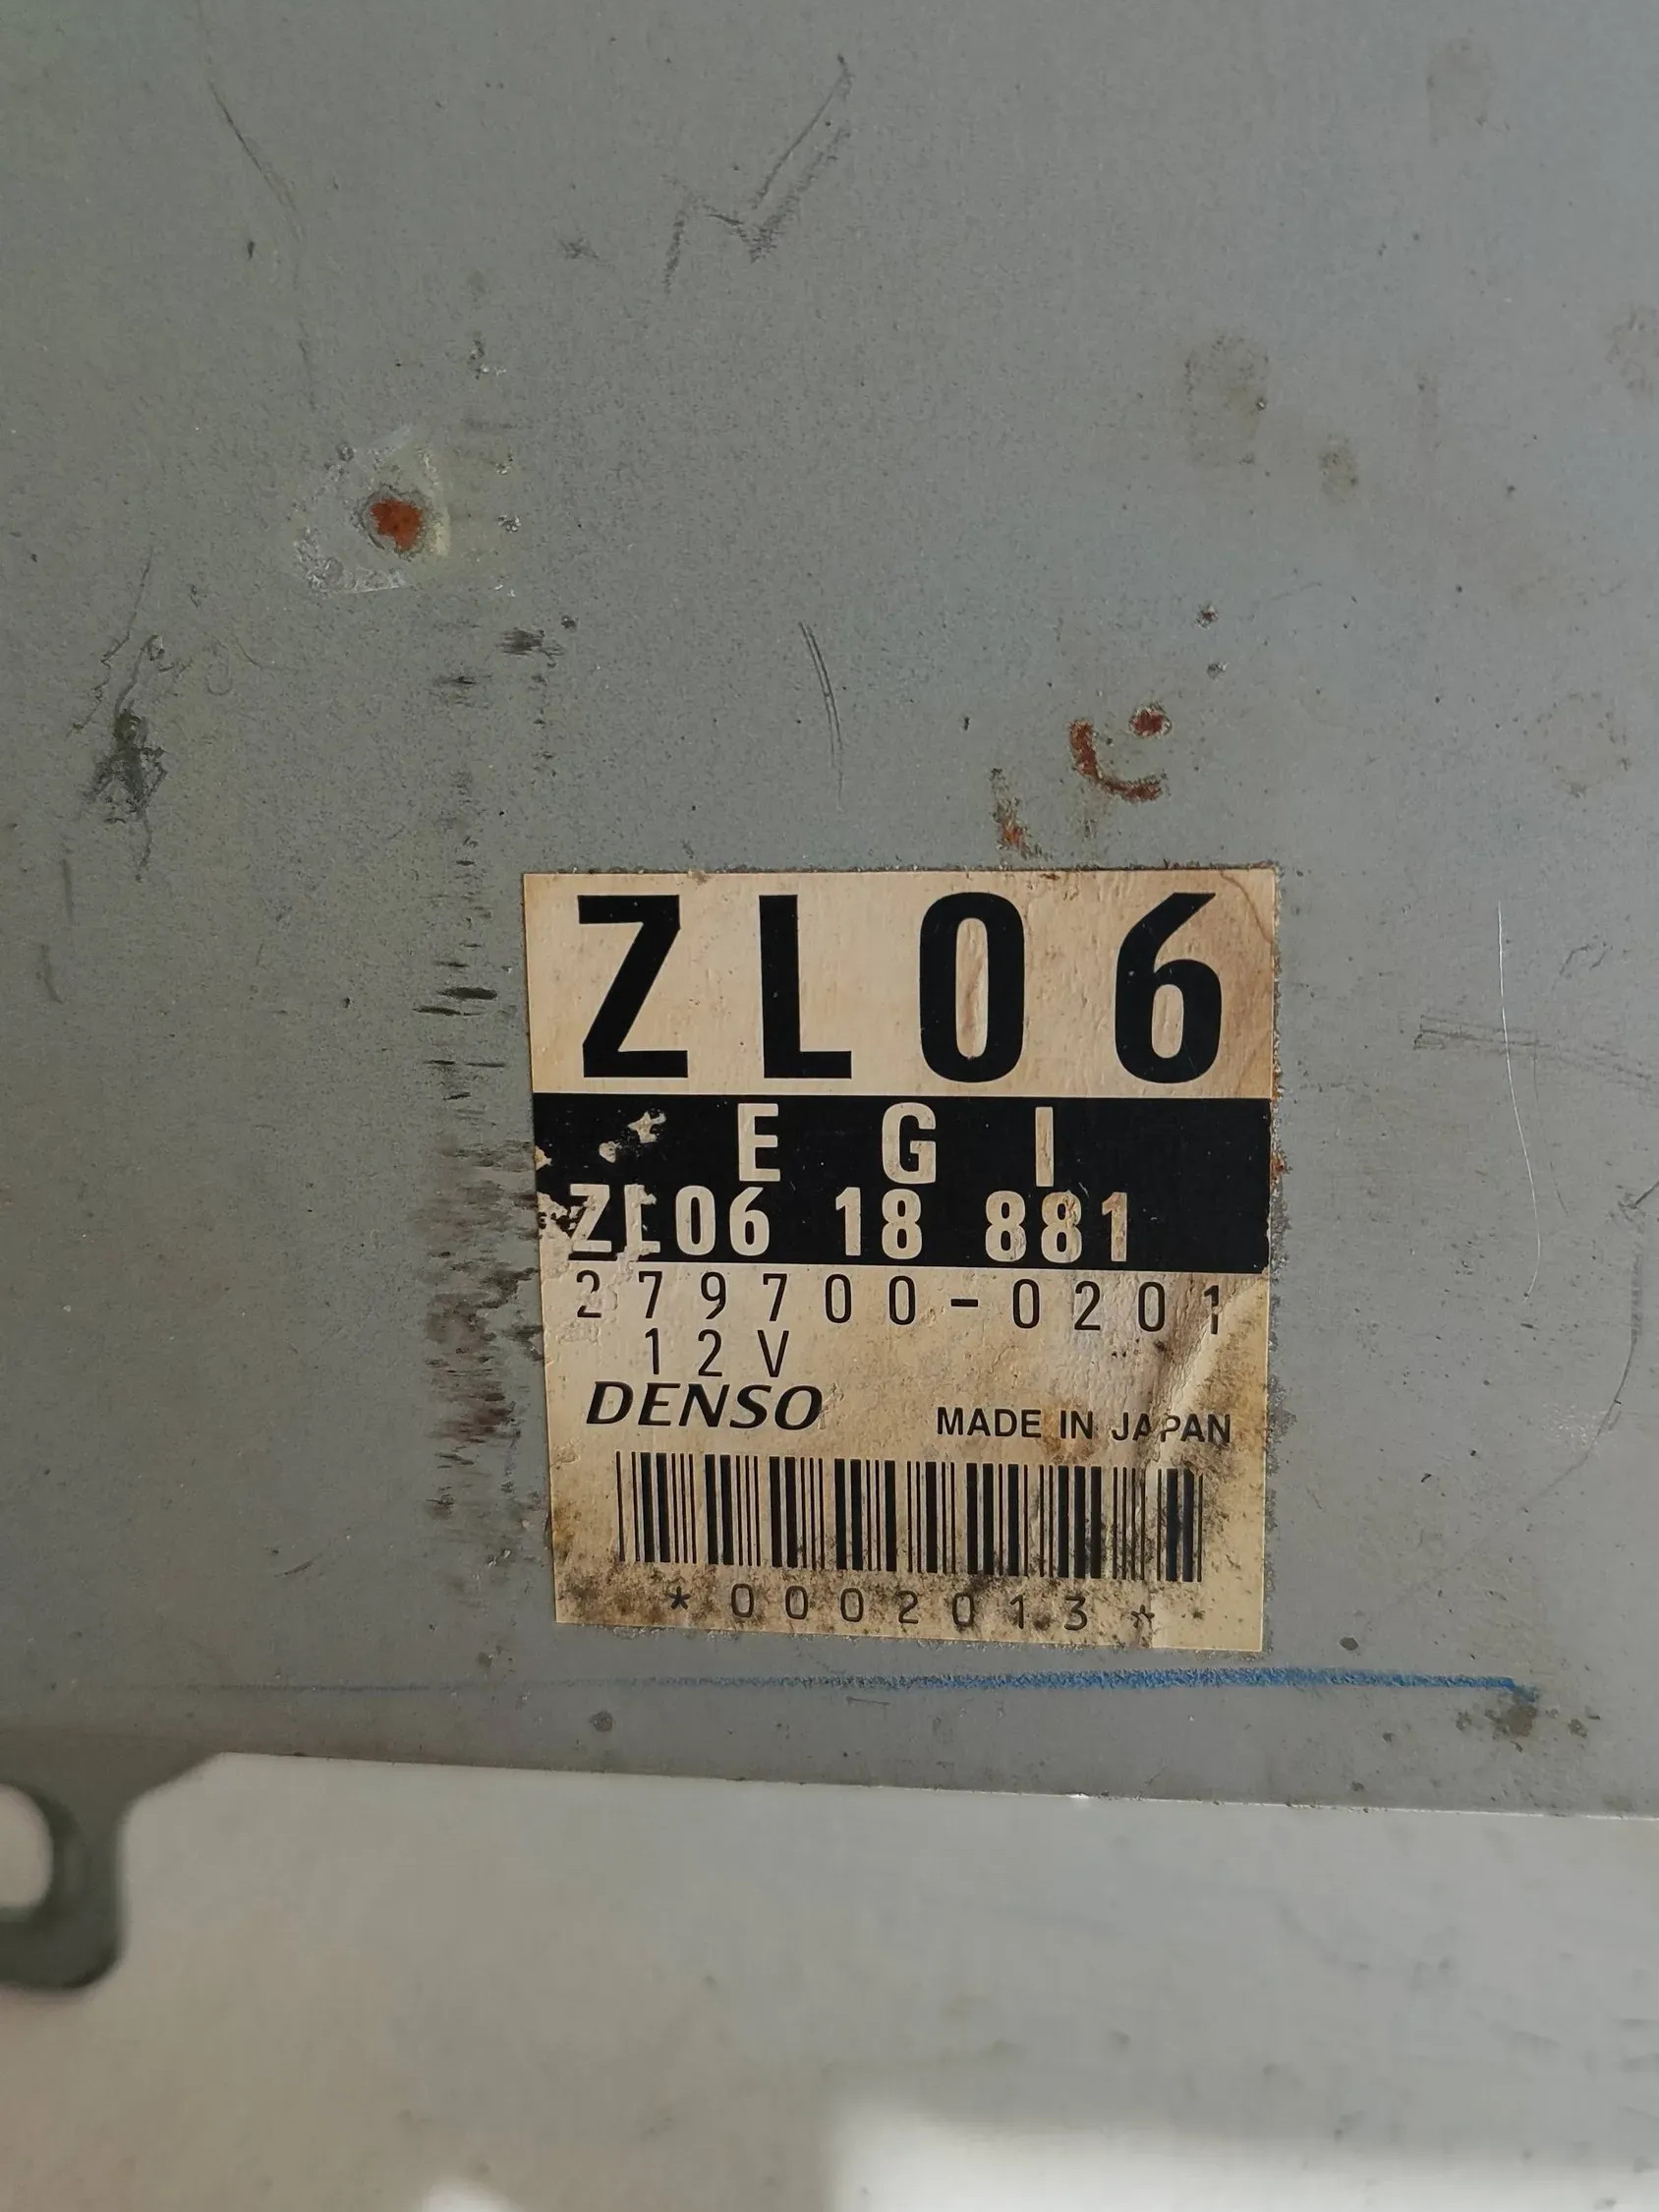 ZL06
EGI
ZL06 18 881
279700-0201
12V
DENSO
MADE IN JAPAN
*0002013*